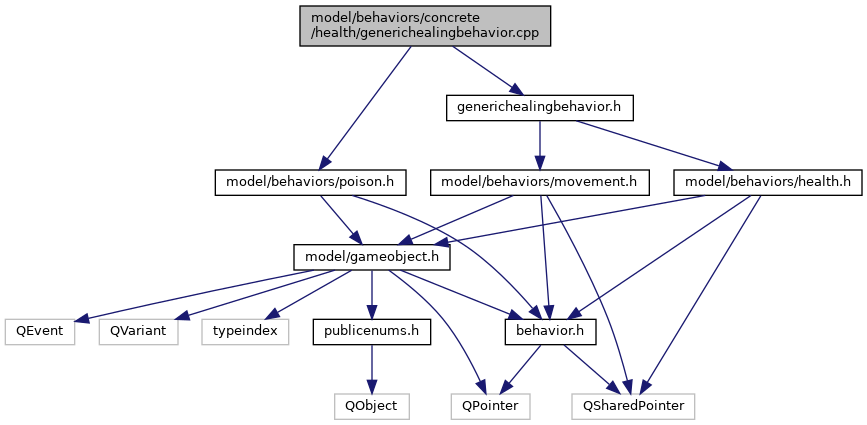 model/behaviors/concrete
/health/generichealingbehavior.cpp
generichealingbehavior.h
model/behaviors/poison.h
model/behaviors/movement.h
model/behaviors/health.h
model/gameobject.h
QEvent
QVariant
typeindex
publicenums.h
behavior.h
QObject
QPointer
QSharedPointer